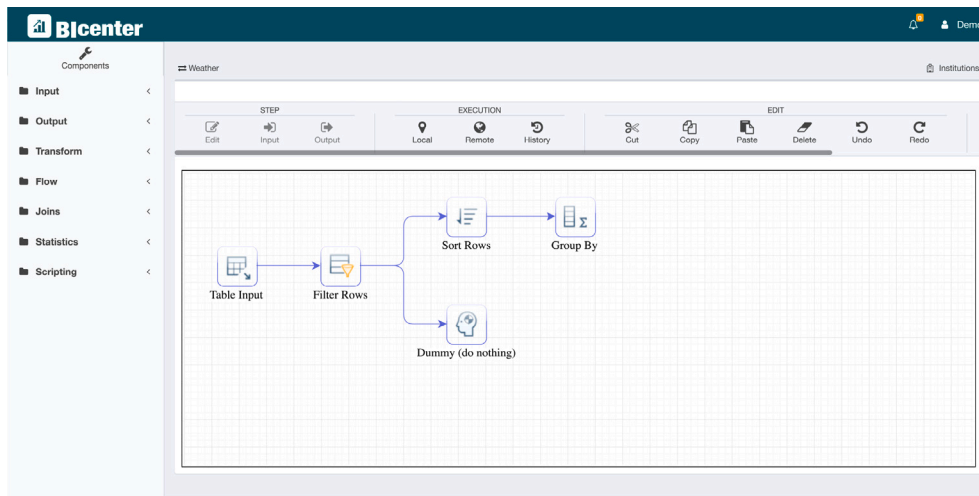 BIcenter
0
Demo
Components
Weather
Institutions
Input
Output
Transform
Flow
Joins
Statistics
Scripting
STEP
EXECUTION
EDIT
Edit
Input
Output
Local
Remote
History
Cut
Copy
Paste
Delete
Undo
Redo
Sort Rows
Group By
Table Input
Filter Rows
Dummy (do nothing)